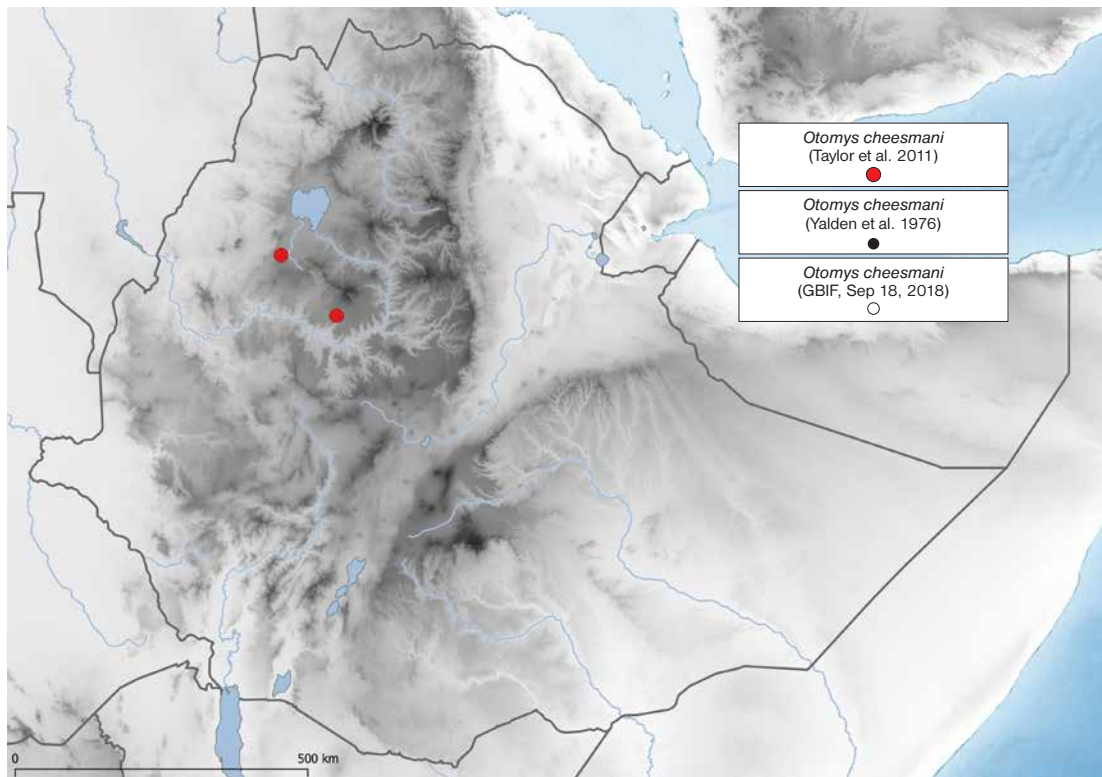 Otomys cheesmani
(Taylor et al. 2011)
Otomys cheesmani
(Yalden et al. 1976)
Otomys cheesmani
(GBIF, Sep 18, 2018)
0 500 km